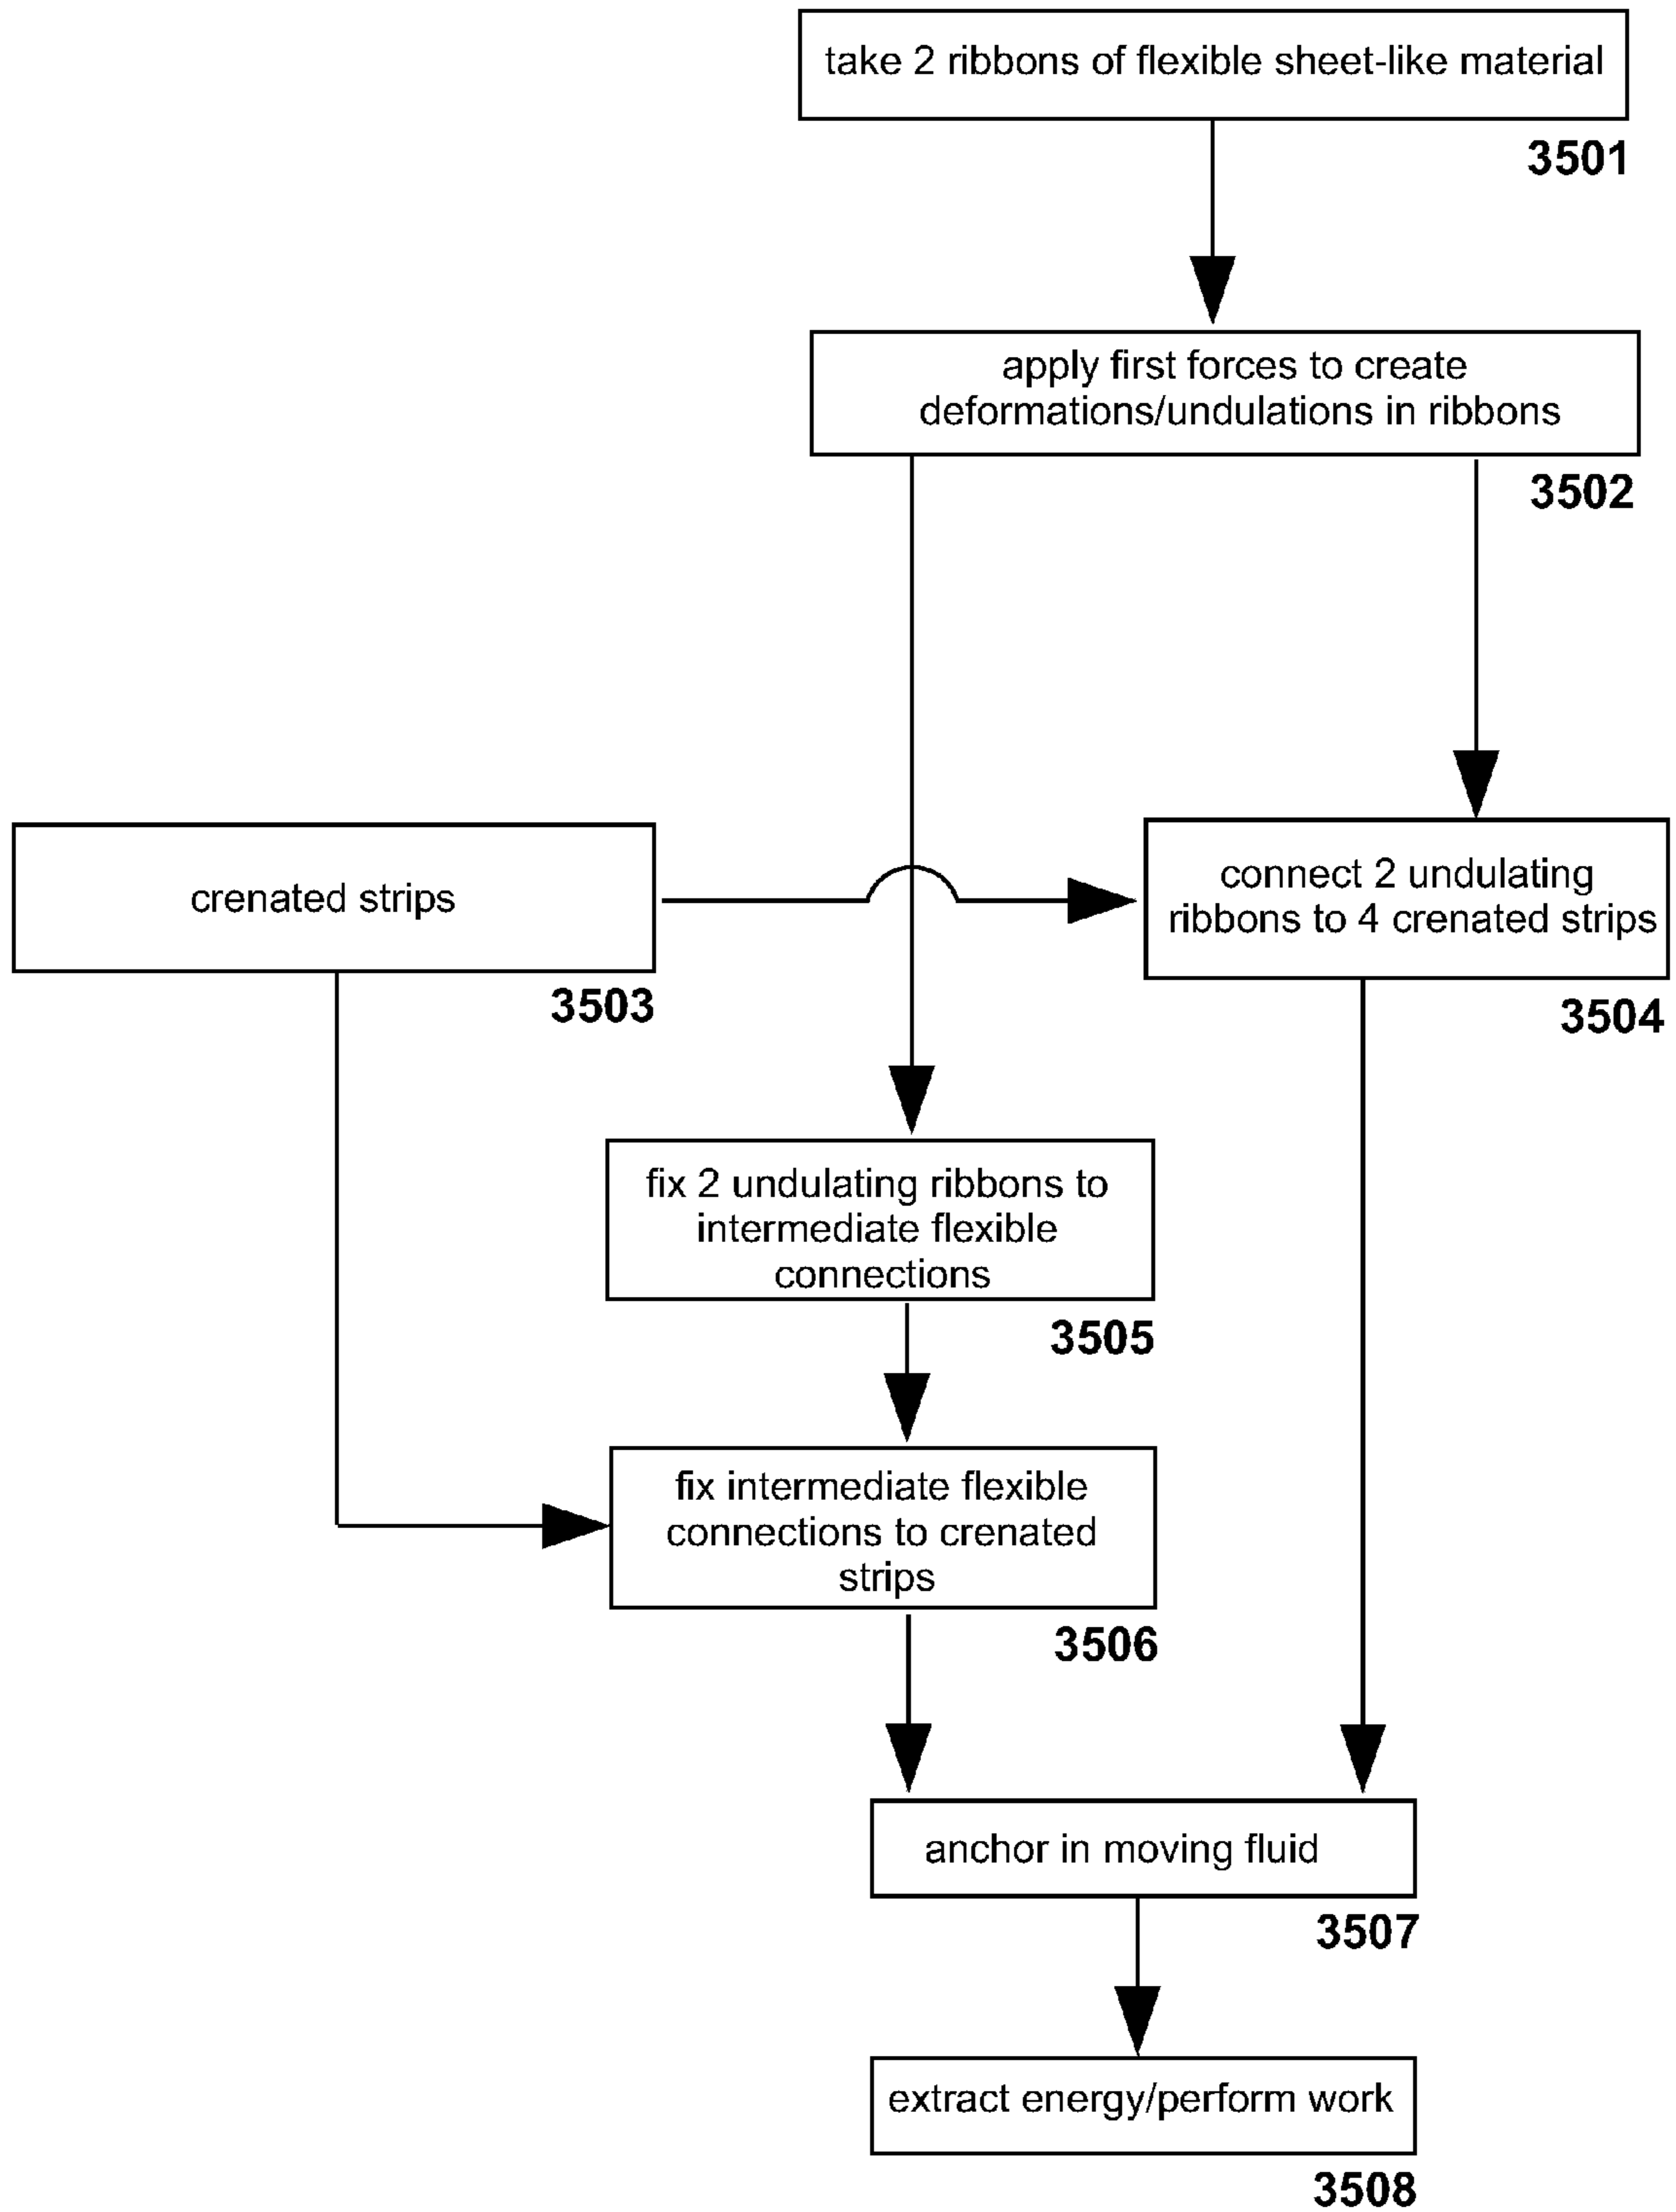 take 2 ribbons of flexible sheet-like material
3501
apply first forces to create
deformations/undulations in ribbons
3502
crenated strips
3503
connect 2 undulating
ribbons to 4 crenated strips
3504
fix 2 undulating ribbons to
intermediate flexible
connections
3505
fix intermediate flexible
connections to crenated
strips
3506
anchor in moving fluid
3507
extract energy/perform work
3508